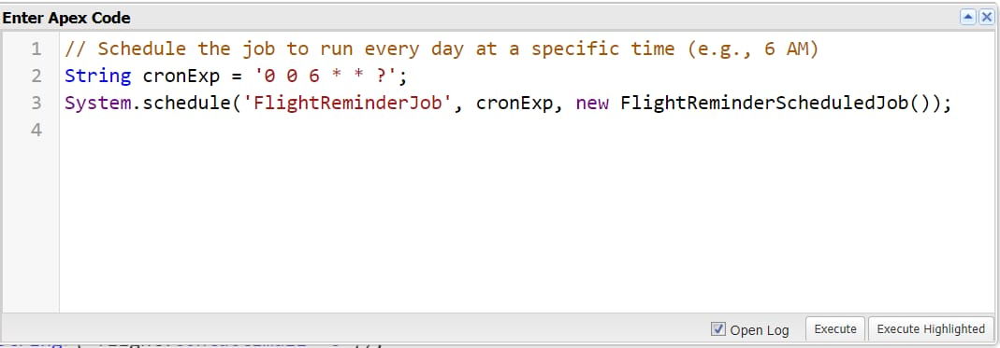 Enter Apex Code
1 // Schedule the job to run every day at a specific time (e.g., 6 AM)
2 String cronExp = '0 0 6 * * ?';
3 System.schedule('FlightReminderJob', cronExp, new FlightReminderScheduledJob());
4
Open Log Execute Execute Highlighted